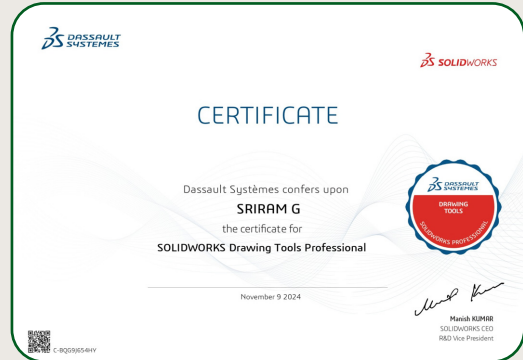 DASSAULT
SYSTEMES
SOLIDWORKS
CERTIFICATE
Dassault Systèmes confers upon
SRIRAM G
the certificate for
SOLIDWORKS Drawing Tools Professional
DASSAULT
SYSTEMES
DRAWING
TOOLS
SOLIDWORKS PROFESSIONAL
November 9 2024
Manish KUMAR
SOLIDWORKS CEO
R&D Vice President
C-BQG9J654HY